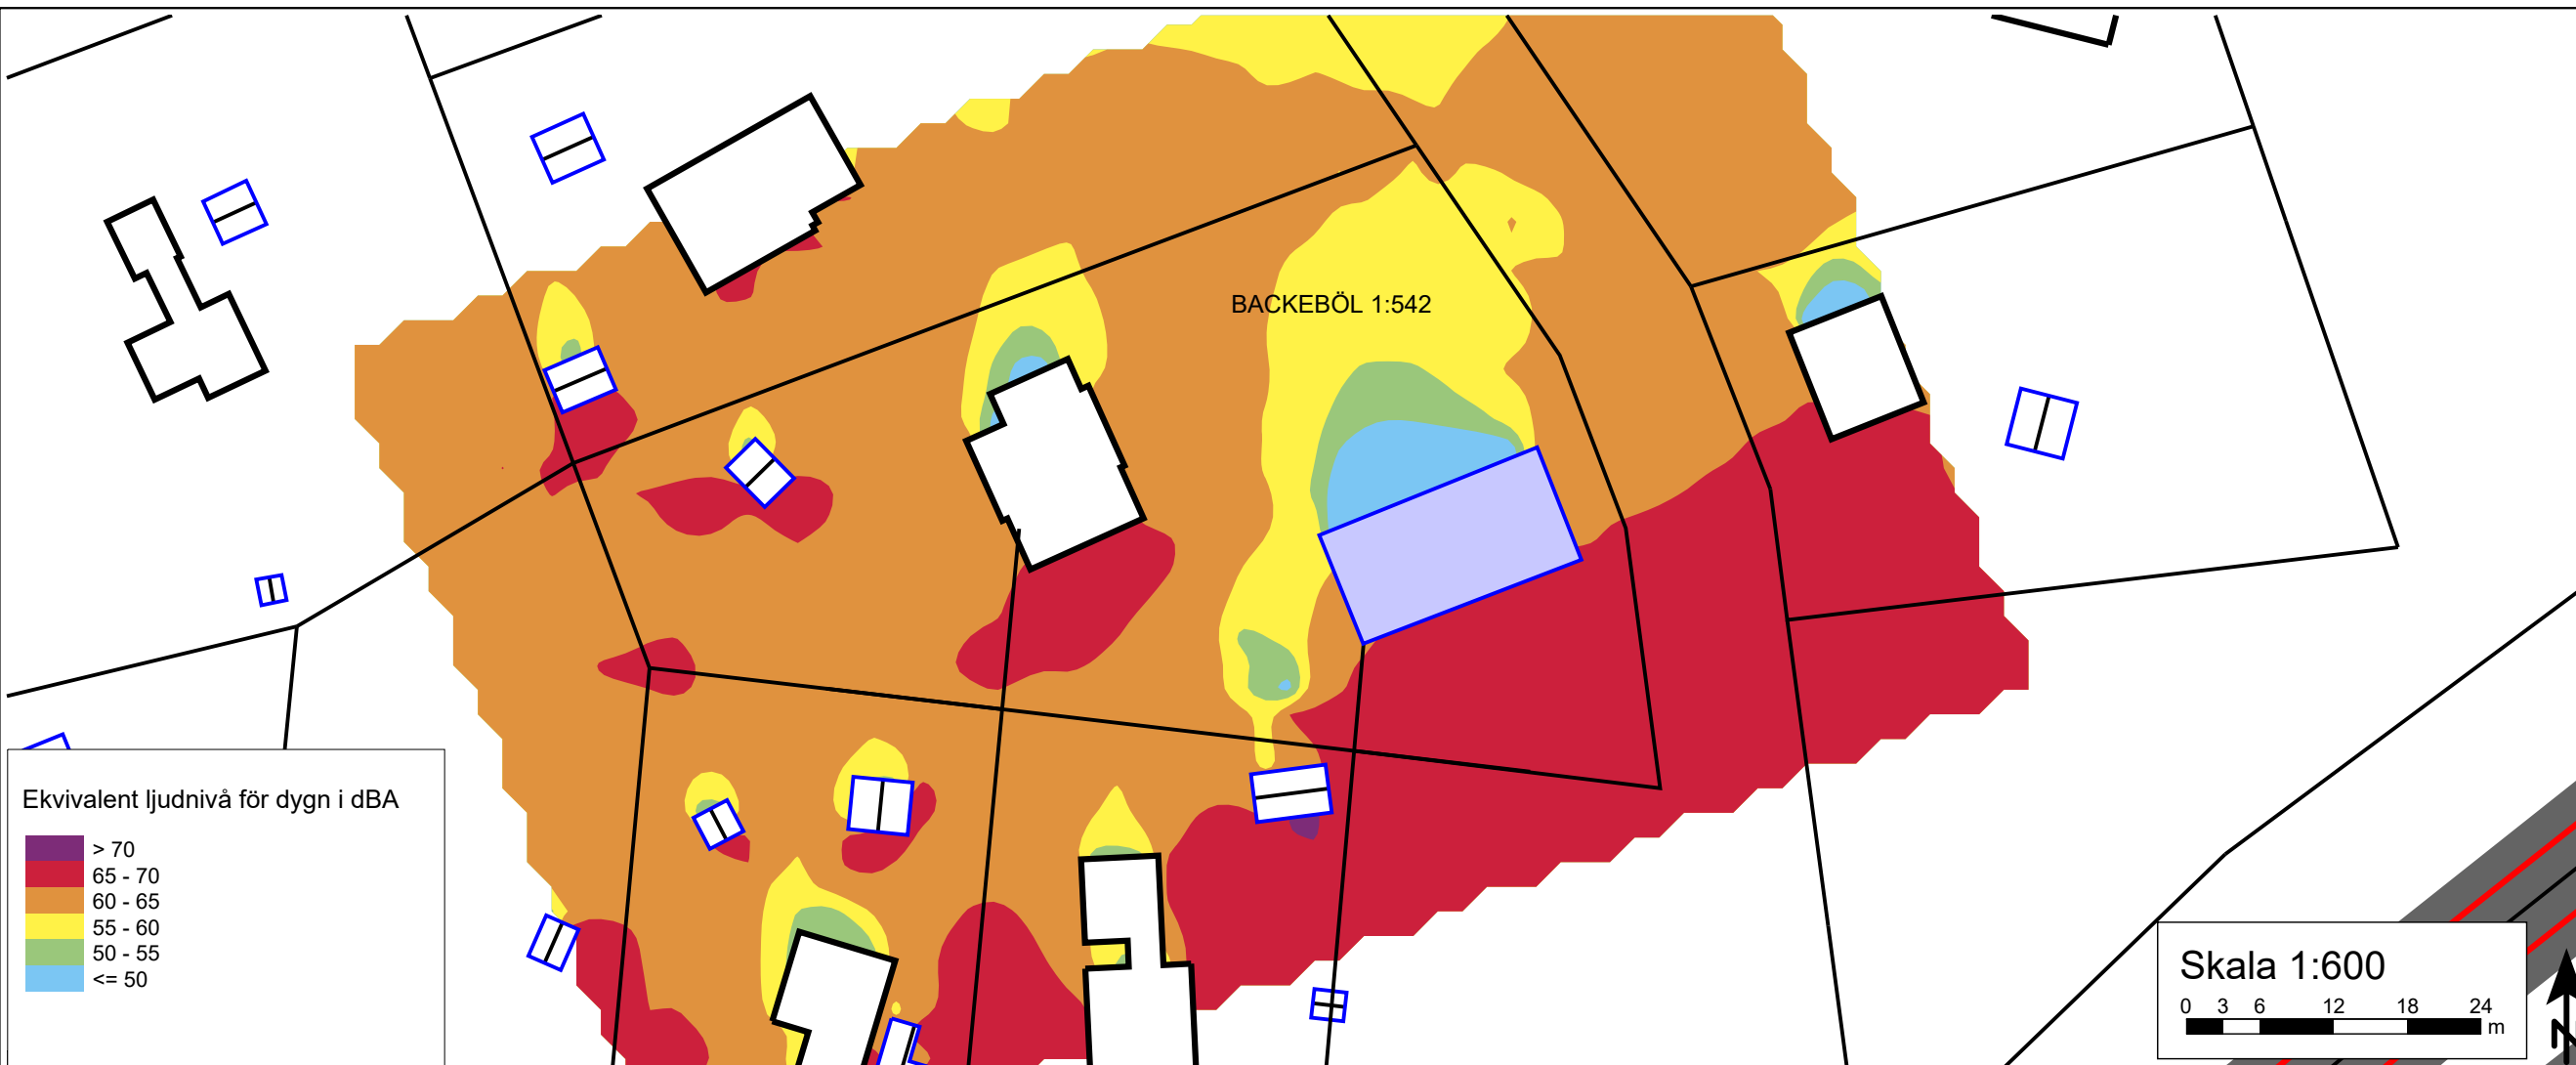 BACKEBÖL 1:542
Ekvivalent ljudnivå för dygn i dBA
> 70
65 - 70
60 - 65
55 - 60
50 - 55
<= 50
Skala 1:600
0 3 6 12 18 24
m
N